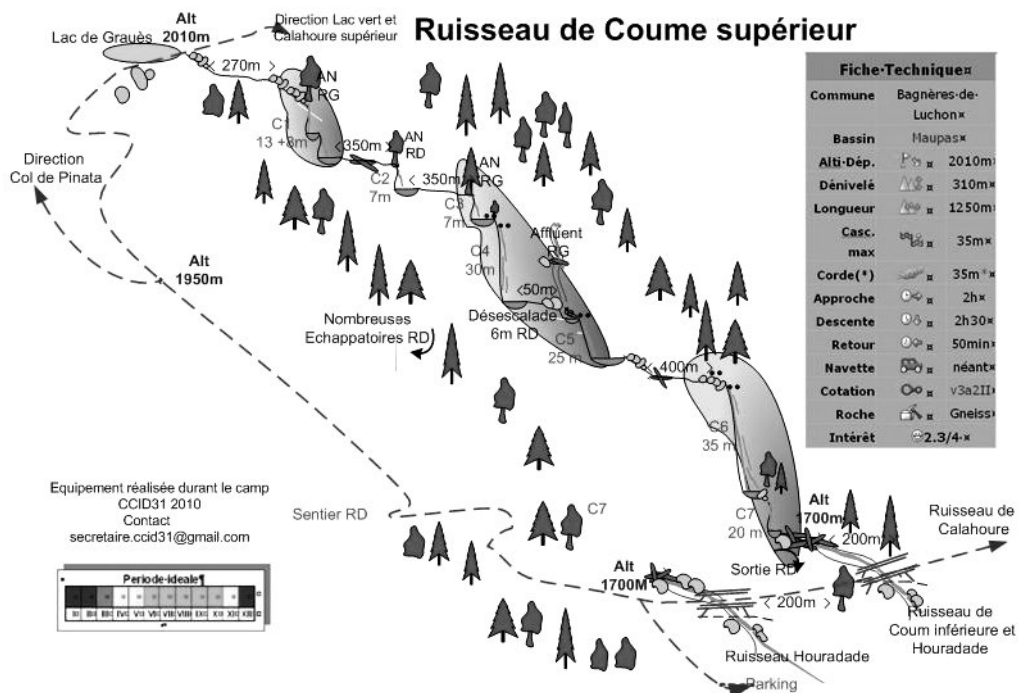 Ruisseau de Coume supérieur
Lac de Grauès
Alt
2010m
Direction Lac vert et
Calahoure supérieur
270m
AN
RG
C1
13 +8m
350m
AN
RD
C2
7m
350m
AN
RG
C3
7m
C4
30m
Affluent
RG
50m
Désescalade
6m RD
C5
25 m
400m
C6
35 m
C7
20 m
Alt
1700m
200m
Sortie RD
Direction
Col de Pinata
Alt
1950m
Nombreuses
Echappatoires RD
Sentier RD
C7
Alt
1700M
200m
Ruisseau de
Calahoure
Ruisseau de
Coum inférieure et
Houradade
Ruisseau Houradade
Parking
Equipement réalisée durant le camp
CCID31 2010
Contact
secretaire.ccid31@gmail.com
Periode·ideale¶
Fiche·Technique¤
Commune Bagnères·de·
Luchon¤
Bassin Maupas¤
Alti·Dép. 2010m
Dénivelé 310m¤
Longueur 1250m
Casc.
max 35m¤
Corde(*) 35m*¤
Approche 2h¤
Descente 2h30¤
Retour 50min¤
Navette néant¤
Cotation v3a2II
Roche Gneiss
Intérêt 2.3/4·¤